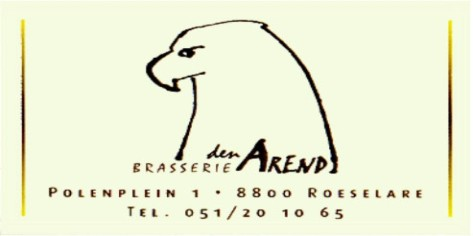 BRASSERIE den AREND
POLENPLEIN 1 • 8800 ROESELARE
TEL. 051/20 10 65